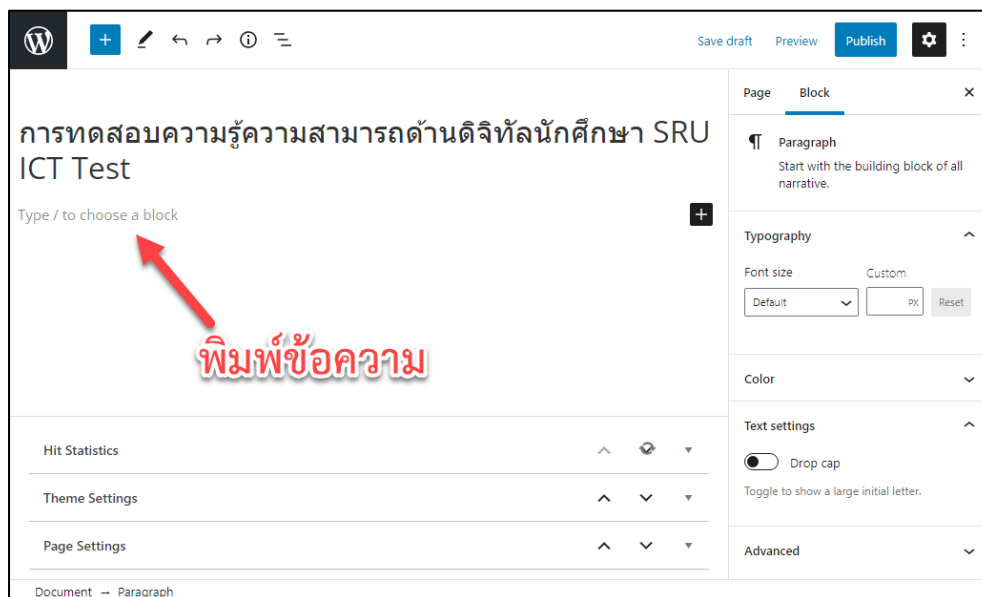 Save draft Preview Publish
Page Block
การทดสอบความรู้ความสามารถด้านดิจิทัลนักศึกษา SRU
ICT Test
Type / to choose a block
พิมพ์ข้อความ
Paragraph
Start with the building block of all
narrative.
Typography
Font size Custom
Default PX Reset
Color
Text settings
Drop cap
Toggle to show a large initial letter.
Advanced
Hit Statistics
Theme Settings
Page Settings
Document → Paragraph